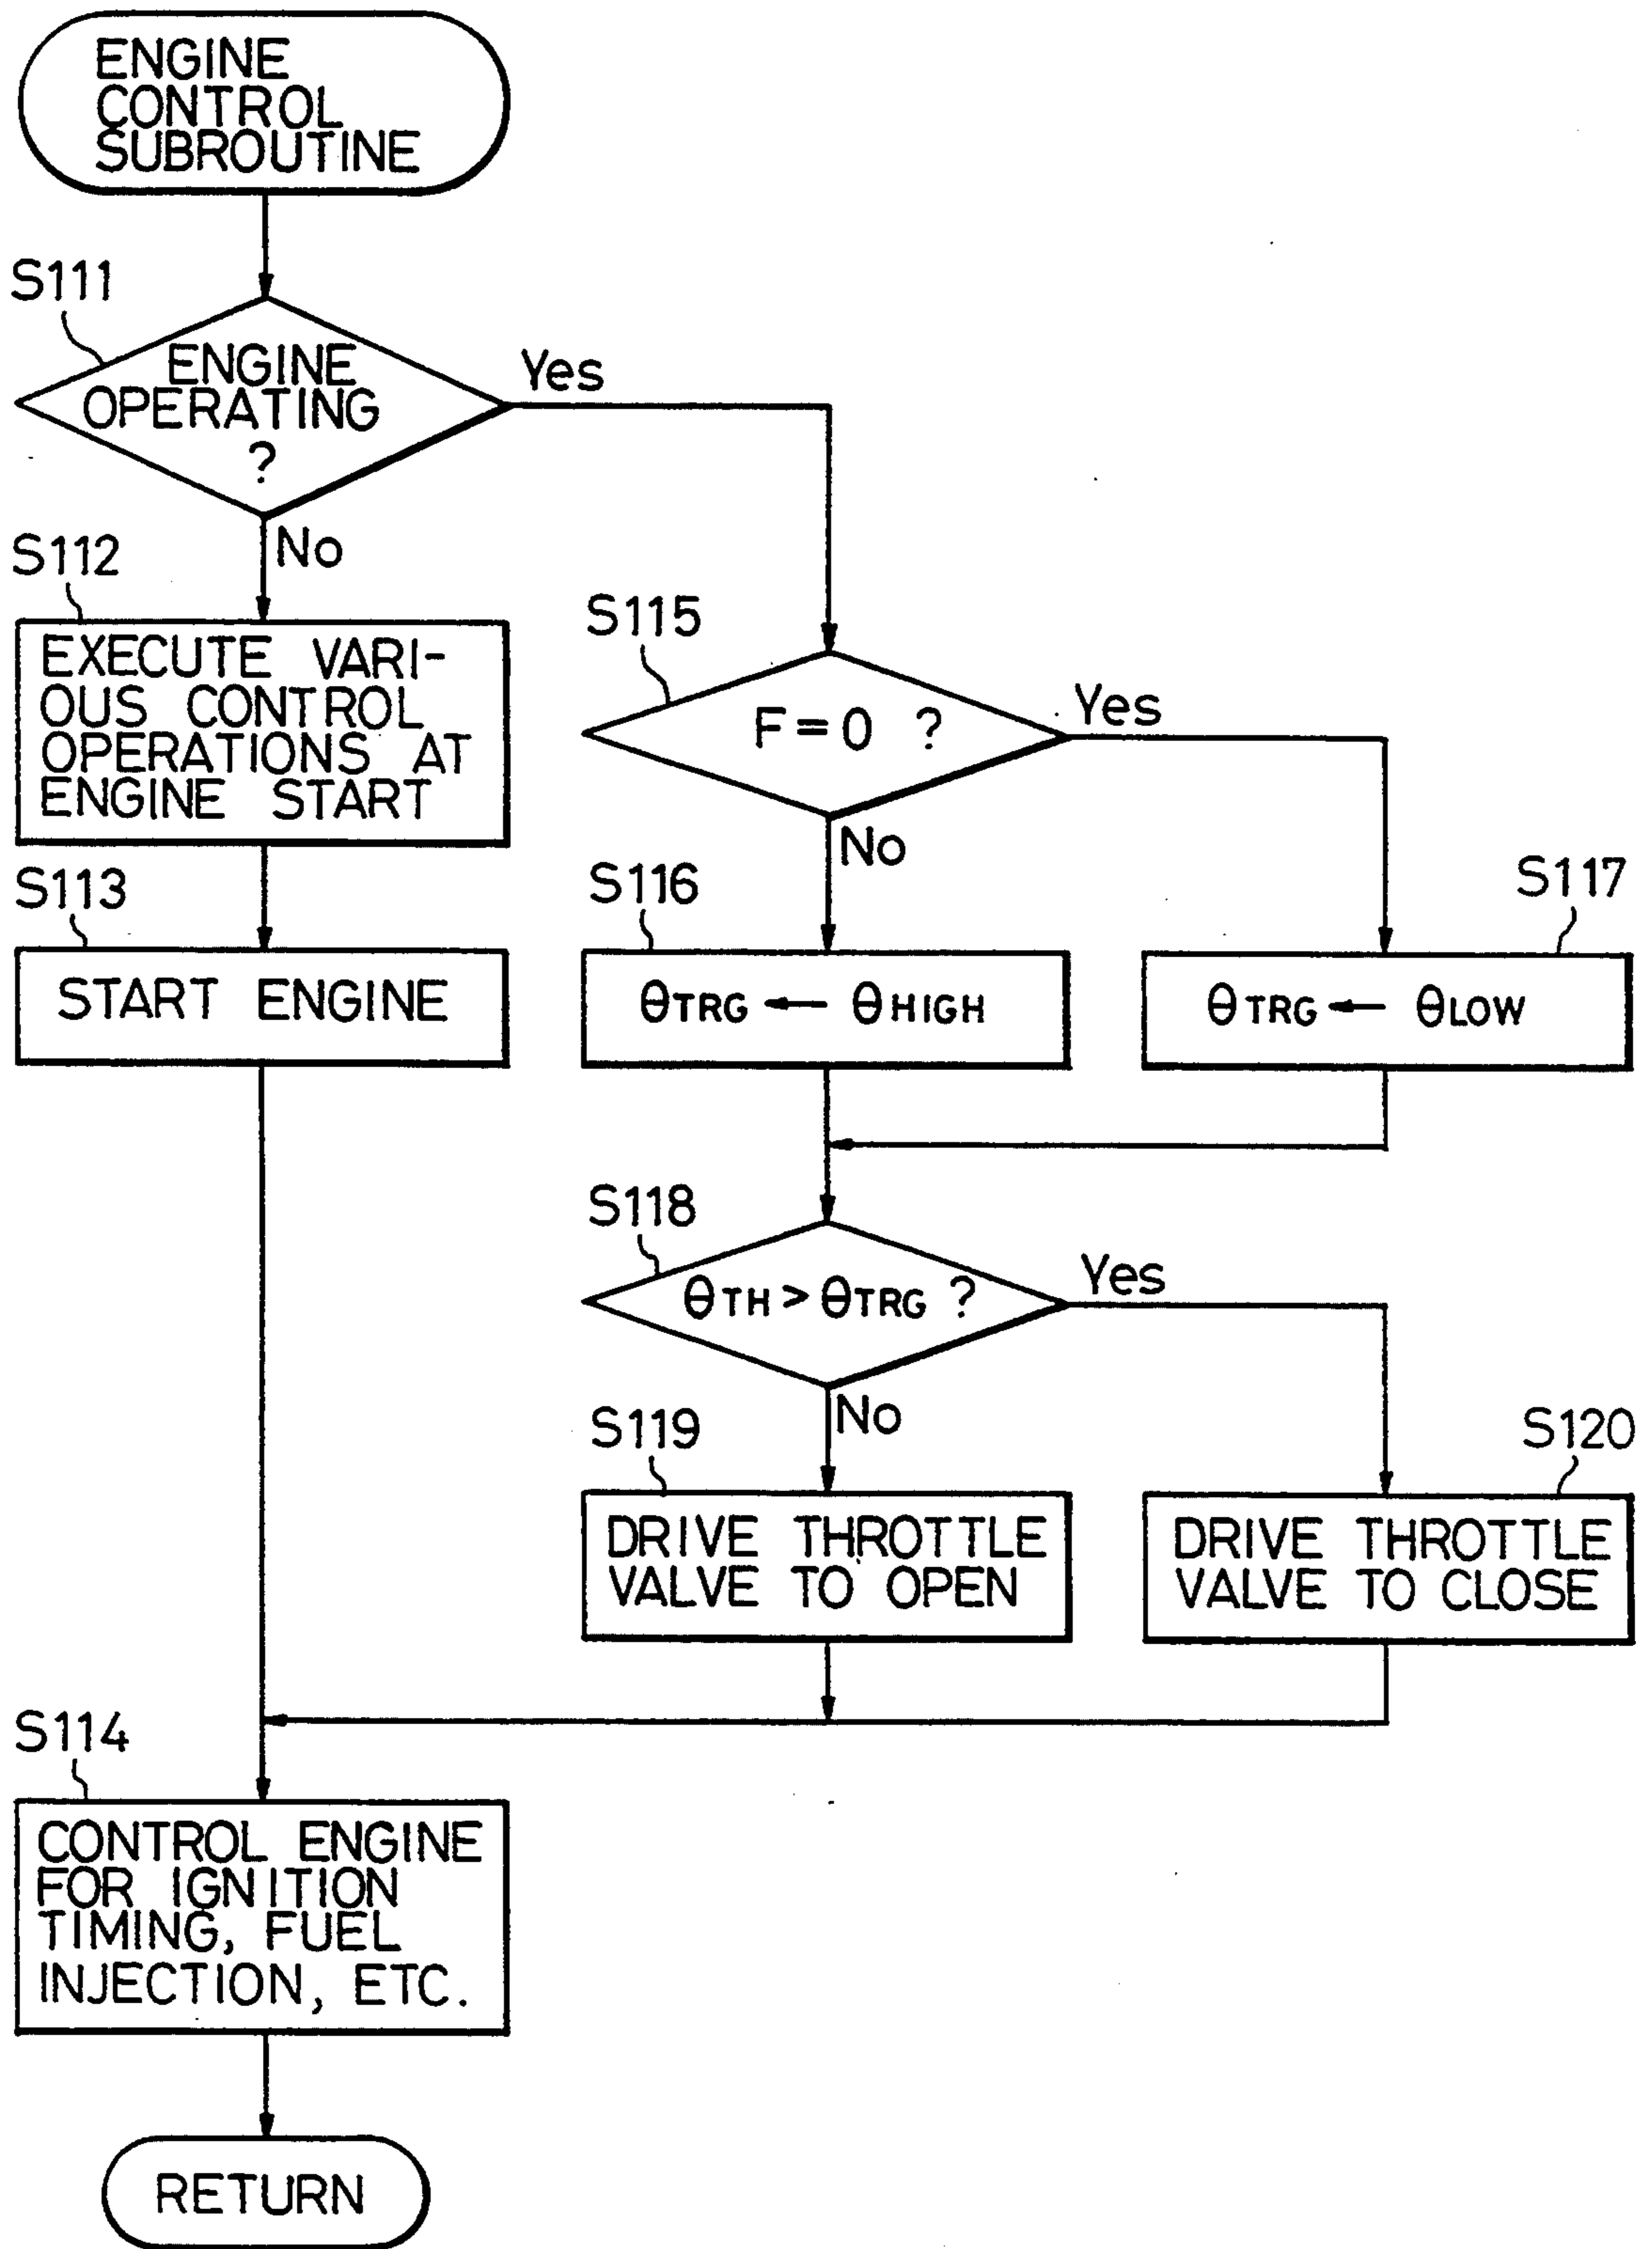 ENGINE
CONTROL
SUBROUTINE
S111
ENGINE
OPERATING
?
Yes
No
S112
EXECUTE VARI-
OUS CONTROL
OPERATIONS AT
ENGINE START
S113
START ENGINE
S115
F=0 ?
Yes
No
S116
θTRG ← θHIGH
S117
θTRG ← θLOW
S118
θTH > θTRG ?
Yes
No
S119
DRIVE THROTTLE
VALVE TO OPEN
S120
DRIVE THROTTLE
VALVE TO CLOSE
S114
CONTROL ENGINE
FOR IGNITION
TIMING, FUEL
INJECTION, ETC.
RETURN